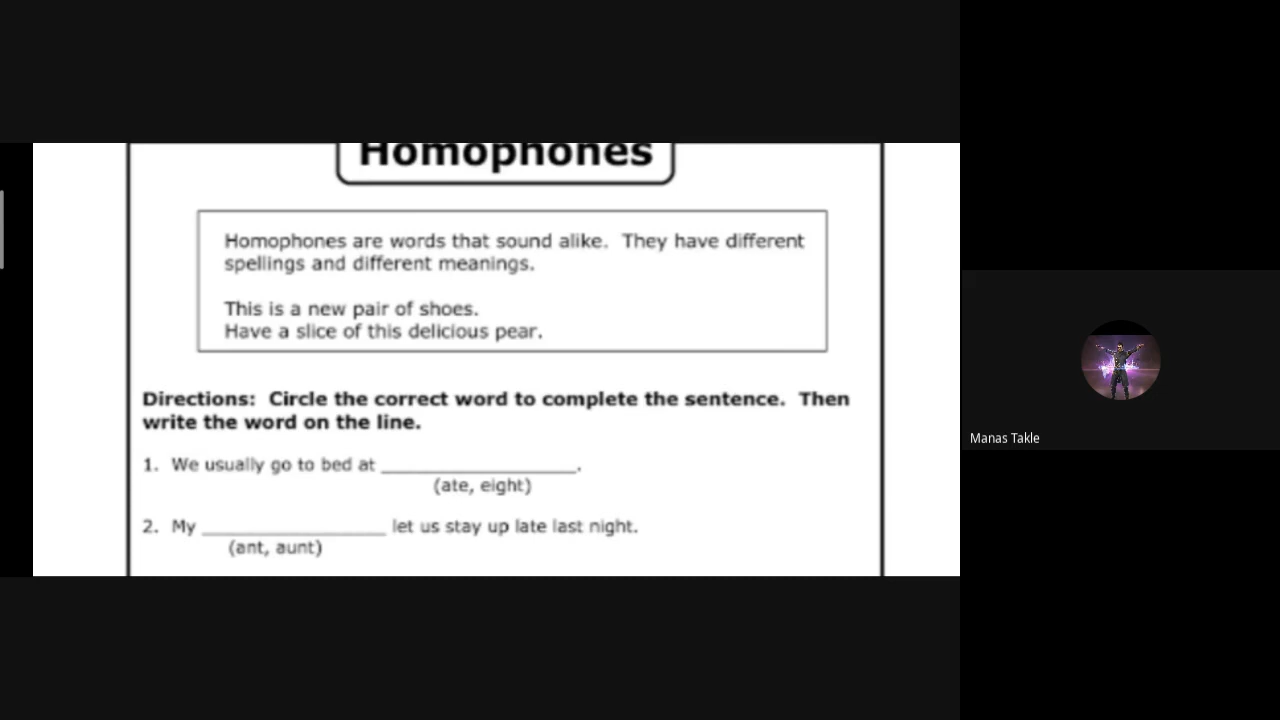 Homophones
Homophones are words that sound alike.  They have different
spellings and different meanings.
This is a new pair of shoes.
Have a slice of this delicious pear.
Directions:  Circle the correct word to complete the sentence.  Then
write the word on the line.
1.  We usually go to bed at ____________________.
(ate, eight)
2.  My ___________________ let us stay up late last night.
(ant, aunt)
Manas Takle